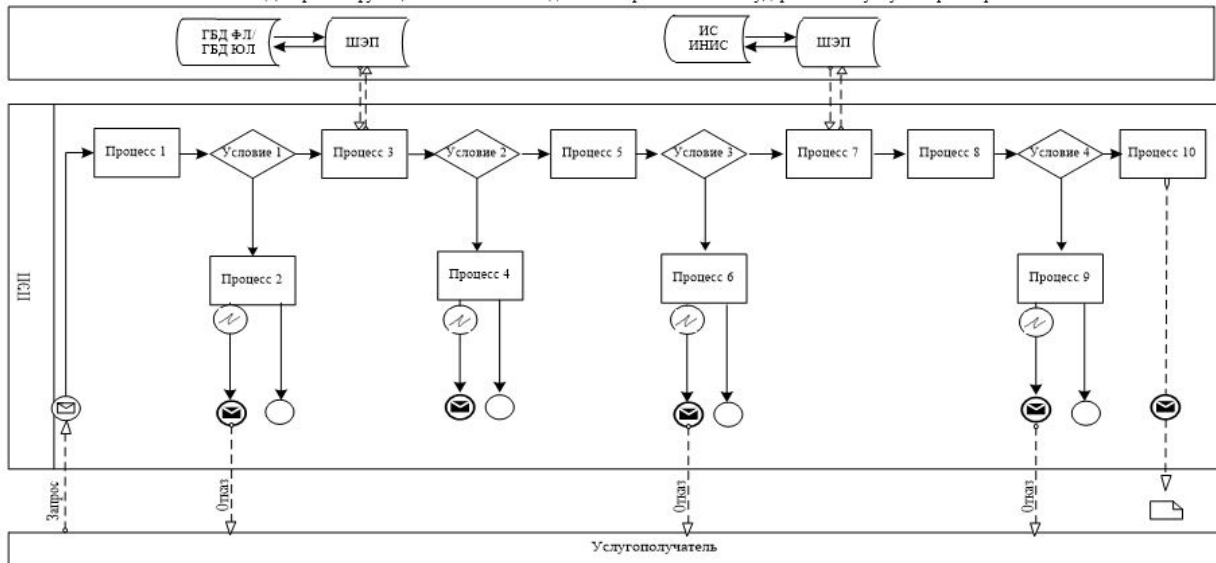 ГБД ФЛ/
ГБД ЮЛ
ШЭП
ИС
ИНИС
ШЭП
Процесс 1
Условие 1
Процесс 3
Условие 2
Процесс 5
Условие 3
Процесс 7
Процесс 8
Условие 4
Процесс 10
Процесс 2
Процесс 4
Процесс 6
Процесс 9
ПСП
Запрос
Отказ
Отказ
Отказ
Услугополучатель